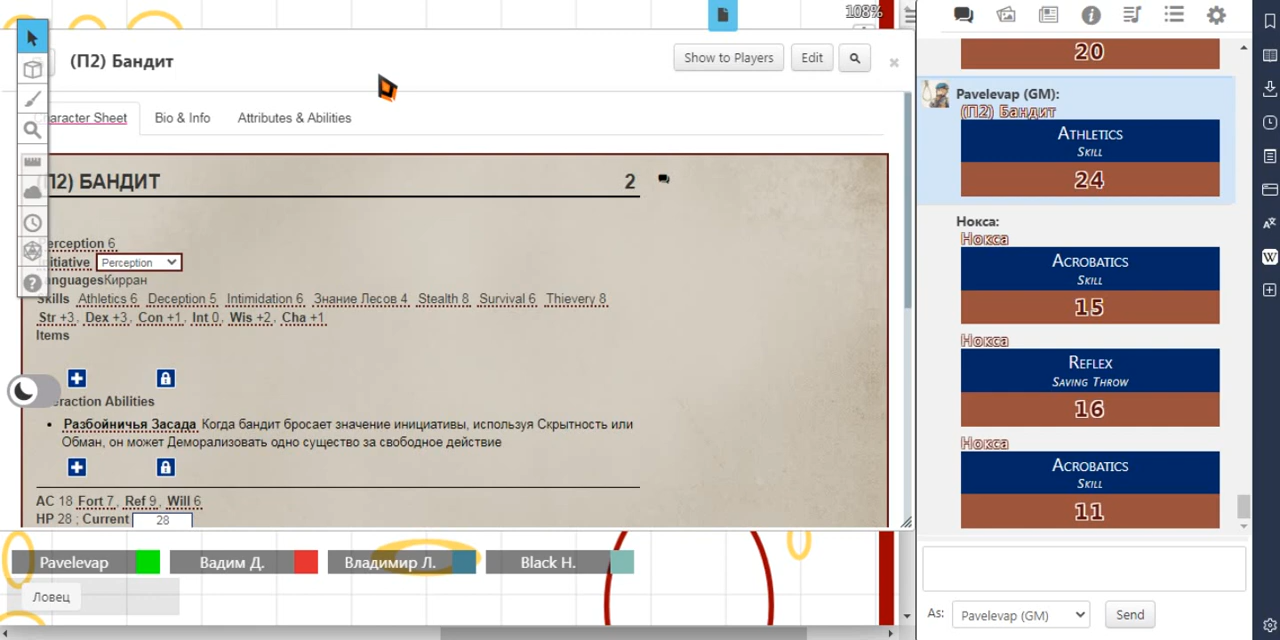 108%
(П2) Бандит
Show to Players
Edit
aracter Sheet
Bio & Info
Attributes & Abilities
П2) БАНДИТ
2
erception 6
itiative Perception
nguagesКирран
Skills Athletics 6 Deception 5 Intimidation 6 Знание Лесов 4 Stealth 8 Survival 6 Thievery 8
Str +3, Dex +3, Con +1, Int 0, Wis +2, Cha +1
Items
eraction Abilities
• Разбойничья Засада Когда бандит бросает значение инициативы, используя Скрытность или
Обман, он может Деморализовать одно существо за свободное действие
AC 18 Fort 7, Ref 9, Will 6
HP 28 ; Current 28
Pavelevap
Вадим Д.
Владимир Л.
Black H.
Ловец
20
Pavelevap (GM):
(П2) Бандит
Athletics
Skill
24
Нокса:
Нокса
Acrobatics
Skill
15
Нокса
Reflex
Saving Throw
16
Нокса
Acrobatics
Skill
11
As: Pavelevap (GM)
Send